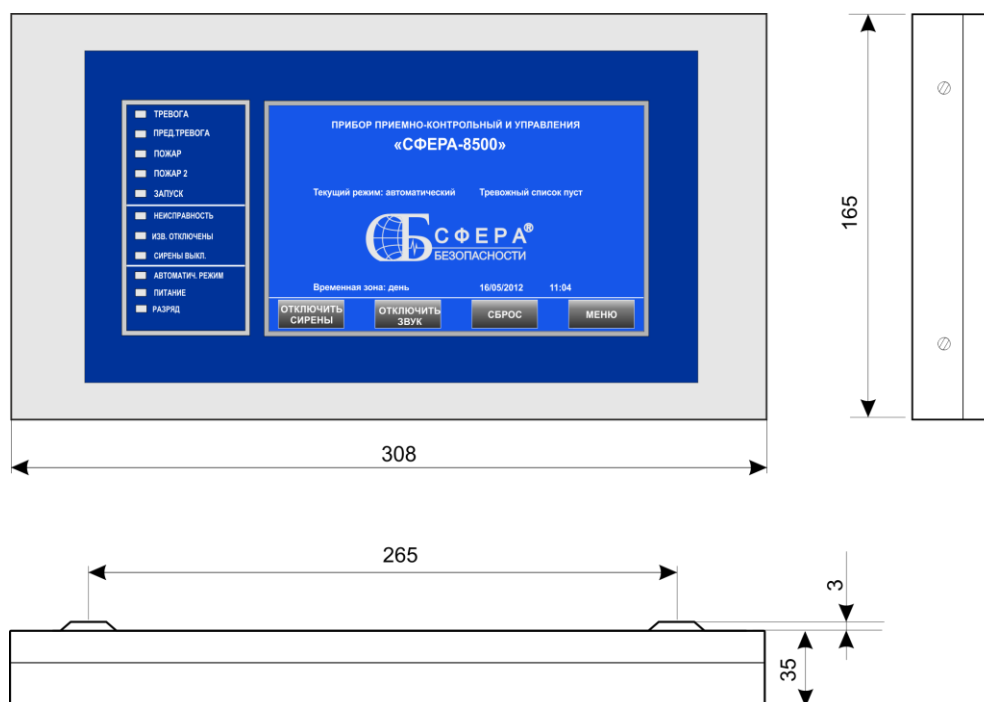 ТРЕВОГА
ПРЕД.ТРЕВОГА
ПОЖАР
ПОЖАР 2
ЗАПУСК
НЕИСПРАВНОСТЬ
ИЗВ. ОТКЛЮЧЕНЫ
СИРЕНЫ ВЫКЛ.
АВТОМАТИЧ. РЕЖИМ
ПИТАНИЕ
РАЗРЯД
ПРИБОР ПРИЕМНО-КОНТРОЛЬНЫЙ И УПРАВЛЕНИЯ
«СФЕРА-8500»
Текущий режим: автоматический Тревожный список пуст
СБ СФЕРА®
БЕЗОПАСНОСТИ
Временная зона: день 16/05/2012 11:04
ОТКЛЮЧИТЬ
СИРЕНЫ
ОТКЛЮЧИТЬ
ЗВУК
СБРОС
МЕНЮ
165
308
265
3
35